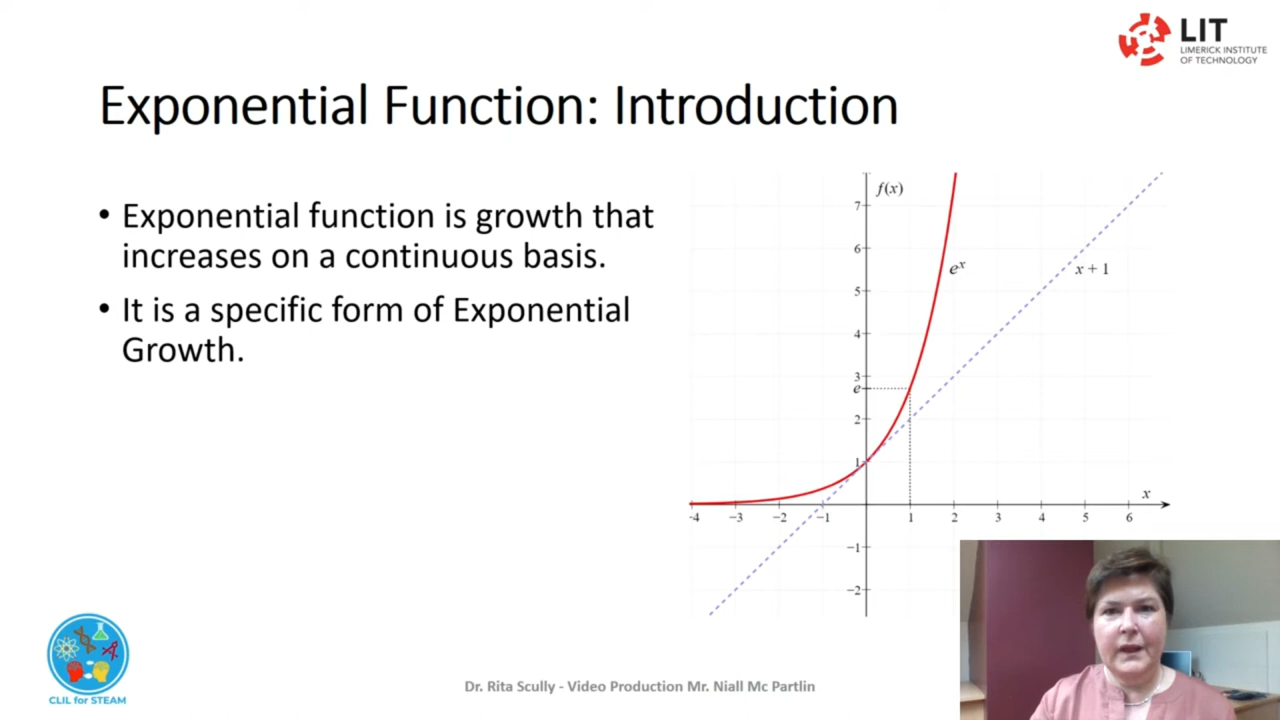 LIT
LIMERICK INSTITUTE
OF TECHNOLOGY
Exponential Function: Introduction
• Exponential function is growth that
increases on a continuous basis.
• It is a specific form of Exponential
Growth.
f(x)
7
6
5
4
3
e
2
1
−1
−2
eˣ
x + 1
x
-4 −3 −2 −1 1 2 3 4 5 6
CLIL for STEAM
Dr. Rita Scully - Video Production Mr. Niall Mc Partlin